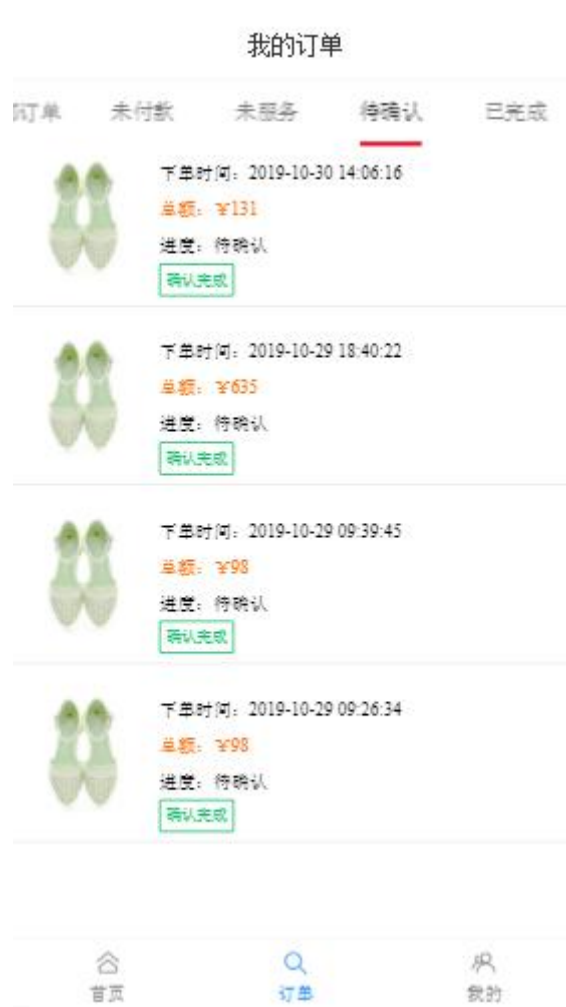 我的订单
订单 未付款 未服务 待确认 已完成
下单时间：2019-10-30 14:06:16
总额：¥131
进度：待确认
确认完成
下单时间：2019-10-29 18:40:22
总额：¥635
进度：待确认
确认完成
下单时间：2019-10-29 09:39:45
总额：¥98
进度：待确认
确认完成
下单时间：2019-10-29 09:26:34
总额：¥98
进度：待确认
确认完成
首页 订单 我的